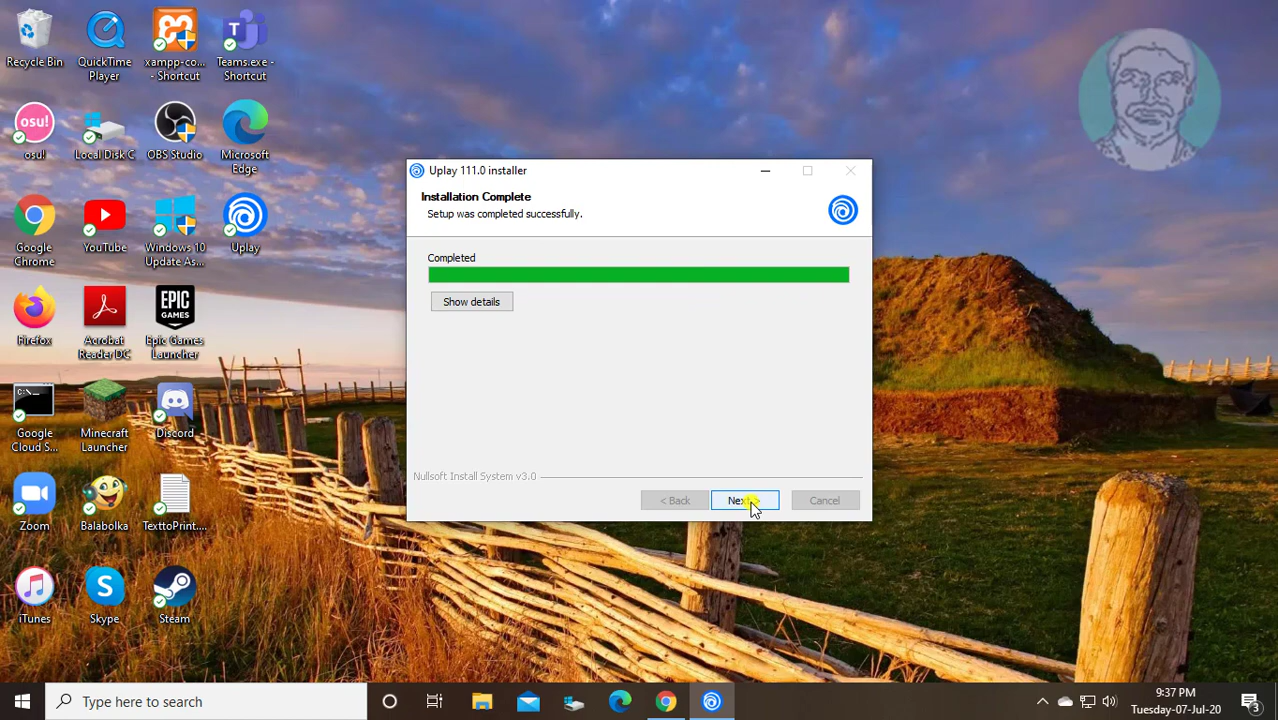 Recycle Bin
QuickTime
Player
xampp-co...
- Shortcut
Teams.exe -
Shortcut
osu!
osu!
Local Disk C
OBS Studio
Microsoft
Edge
Google
Chrome
YouTube
Windows 10
Update As...
Uplay
Firefox
Acrobat
Reader DC
EPIC
GAMES
Epic Games
Launcher
C:\_
Google
Cloud S...
Minecraft
Launcher
Discord
Zoom
Balabolka
TexttoPrint....
iTunes
Skype
Steam
Uplay 111.0 installer
Installation Complete
Setup was completed successfully.
Completed
Show details
Nullsoft Install System v3.0
< Back
Next >
Cancel
Type here to search
9:37 PM
Tuesday-07-Jul-20
3